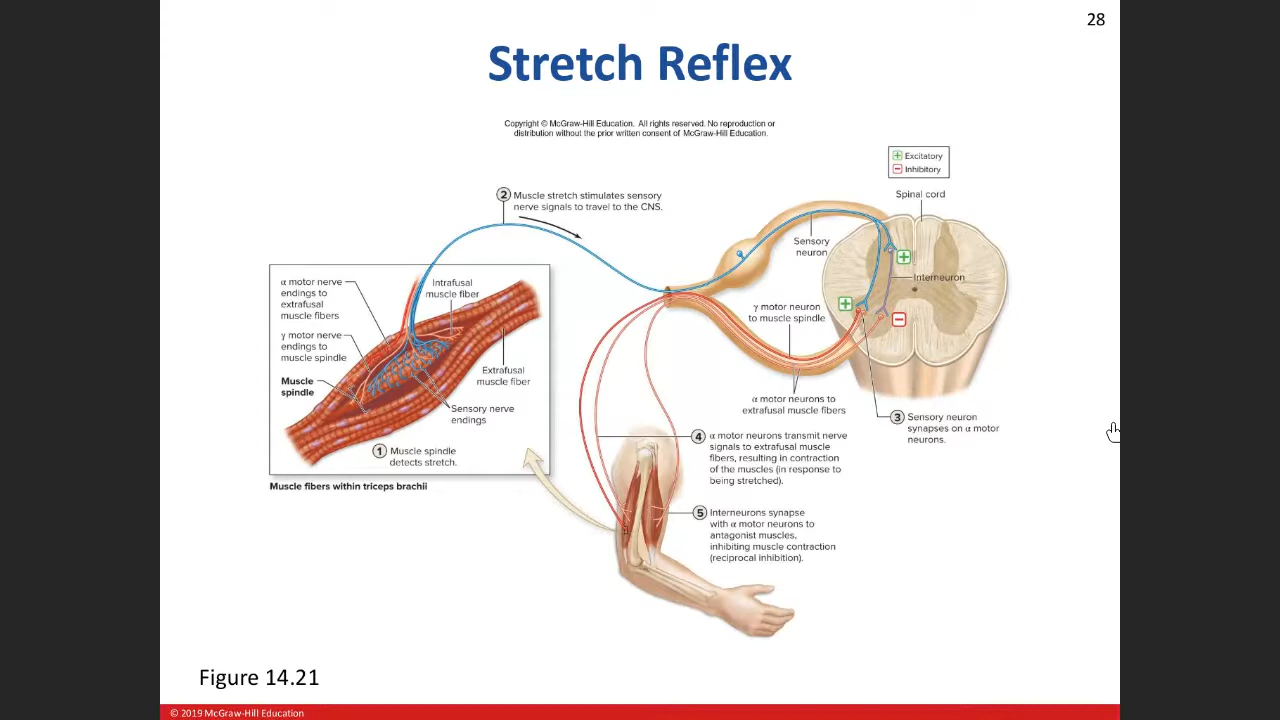 28
Stretch Reflex
Copyright © McGraw-Hill Education. All rights reserved. No reproduction or
distribution without the prior written consent of McGraw-Hill Education.
+ Excitatory
− Inhibitory
Spinal cord
2 Muscle stretch stimulates sensory
nerve signals to travel to the CNS.
Sensory
neuron
+
Interneuron
+
−
α motor nerve
endings to
extrafusal
muscle fibers
Intrafusal
muscle fiber
γ motor nerve
endings to
muscle spindle
Muscle
spindle
Extrafusal
muscle fiber
Sensory nerve
endings
1 Muscle spindle
detects stretch.
Muscle fibers within triceps brachii
γ motor neuron
to muscle spindle
α motor neurons to
extrafusal muscle fibers
3 Sensory neuron
synapses on α motor
neurons.
4 α motor neurons transmit nerve
signals to extrafusal muscle
fibers, resulting in contraction
of the muscles (in response to
being stretched).
5 Interneurons synapse
with α motor neurons to
antagonist muscles,
inhibiting muscle contraction
(reciprocal inhibition).
Figure 14.21
© 2019 McGraw-Hill Education